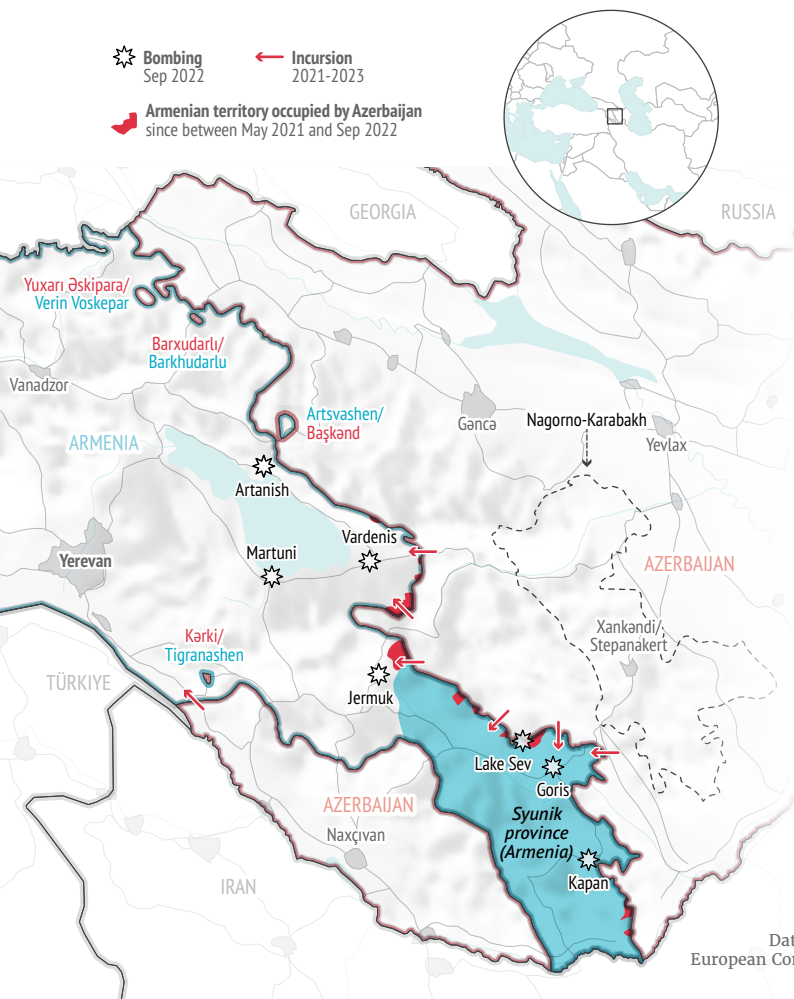 Bombing
Sep 2022
Incursion
2021-2023
Armenian territory occupied by Azerbaijan
since between May 2021 and Sep 2022
GEORGIA
RUSSIA
Yuxarı Əskipara/
Verin Voskepar
Barxudarlı/
Barkhudarlu
Vanadzor
Artsvashen/
Başkənd
Gəncə
Nagorno-Karabakh
Yevlax
ARMENIA
Artanish
Vardenis
Martuni
Yerevan
AZERBAIJAN
Xankəndi/
Stepanakert
Kərki/
Tigranashen
TÜRKIYE
Jermuk
Lake Sev
Goris
AZERBAIJAN
Naxçıvan
Syunik
province
(Armenia)
Kapan
IRAN
Dat
European Cor